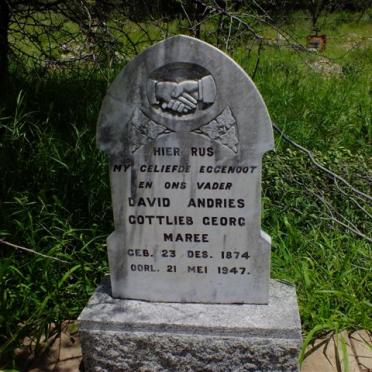 HIER RUS
MY GELIEFDE EGGENOOT
EN ONS VADER
DAVID ANDRIES
GOTTLIEB GEORG
MAREE
GEB. 23 DES. 1874
OORL. 21 MEI 1947.